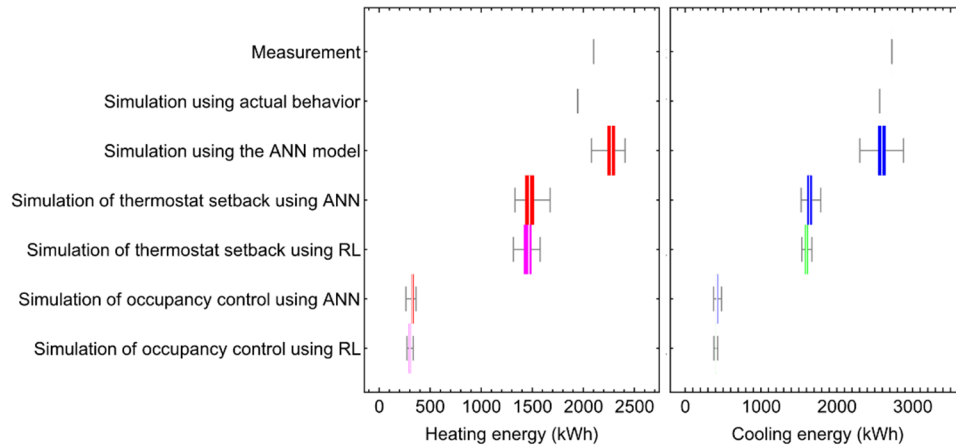 Measurement
Simulation using actual behavior
Simulation using the ANN model
Simulation of thermostat setback using ANN
Simulation of thermostat setback using RL
Simulation of occupancy control using ANN
Simulation of occupancy control using RL
0 500 1000 1500 2000 2500
0 1000 2000 3000
Heating energy (kWh)
Cooling energy (kWh)